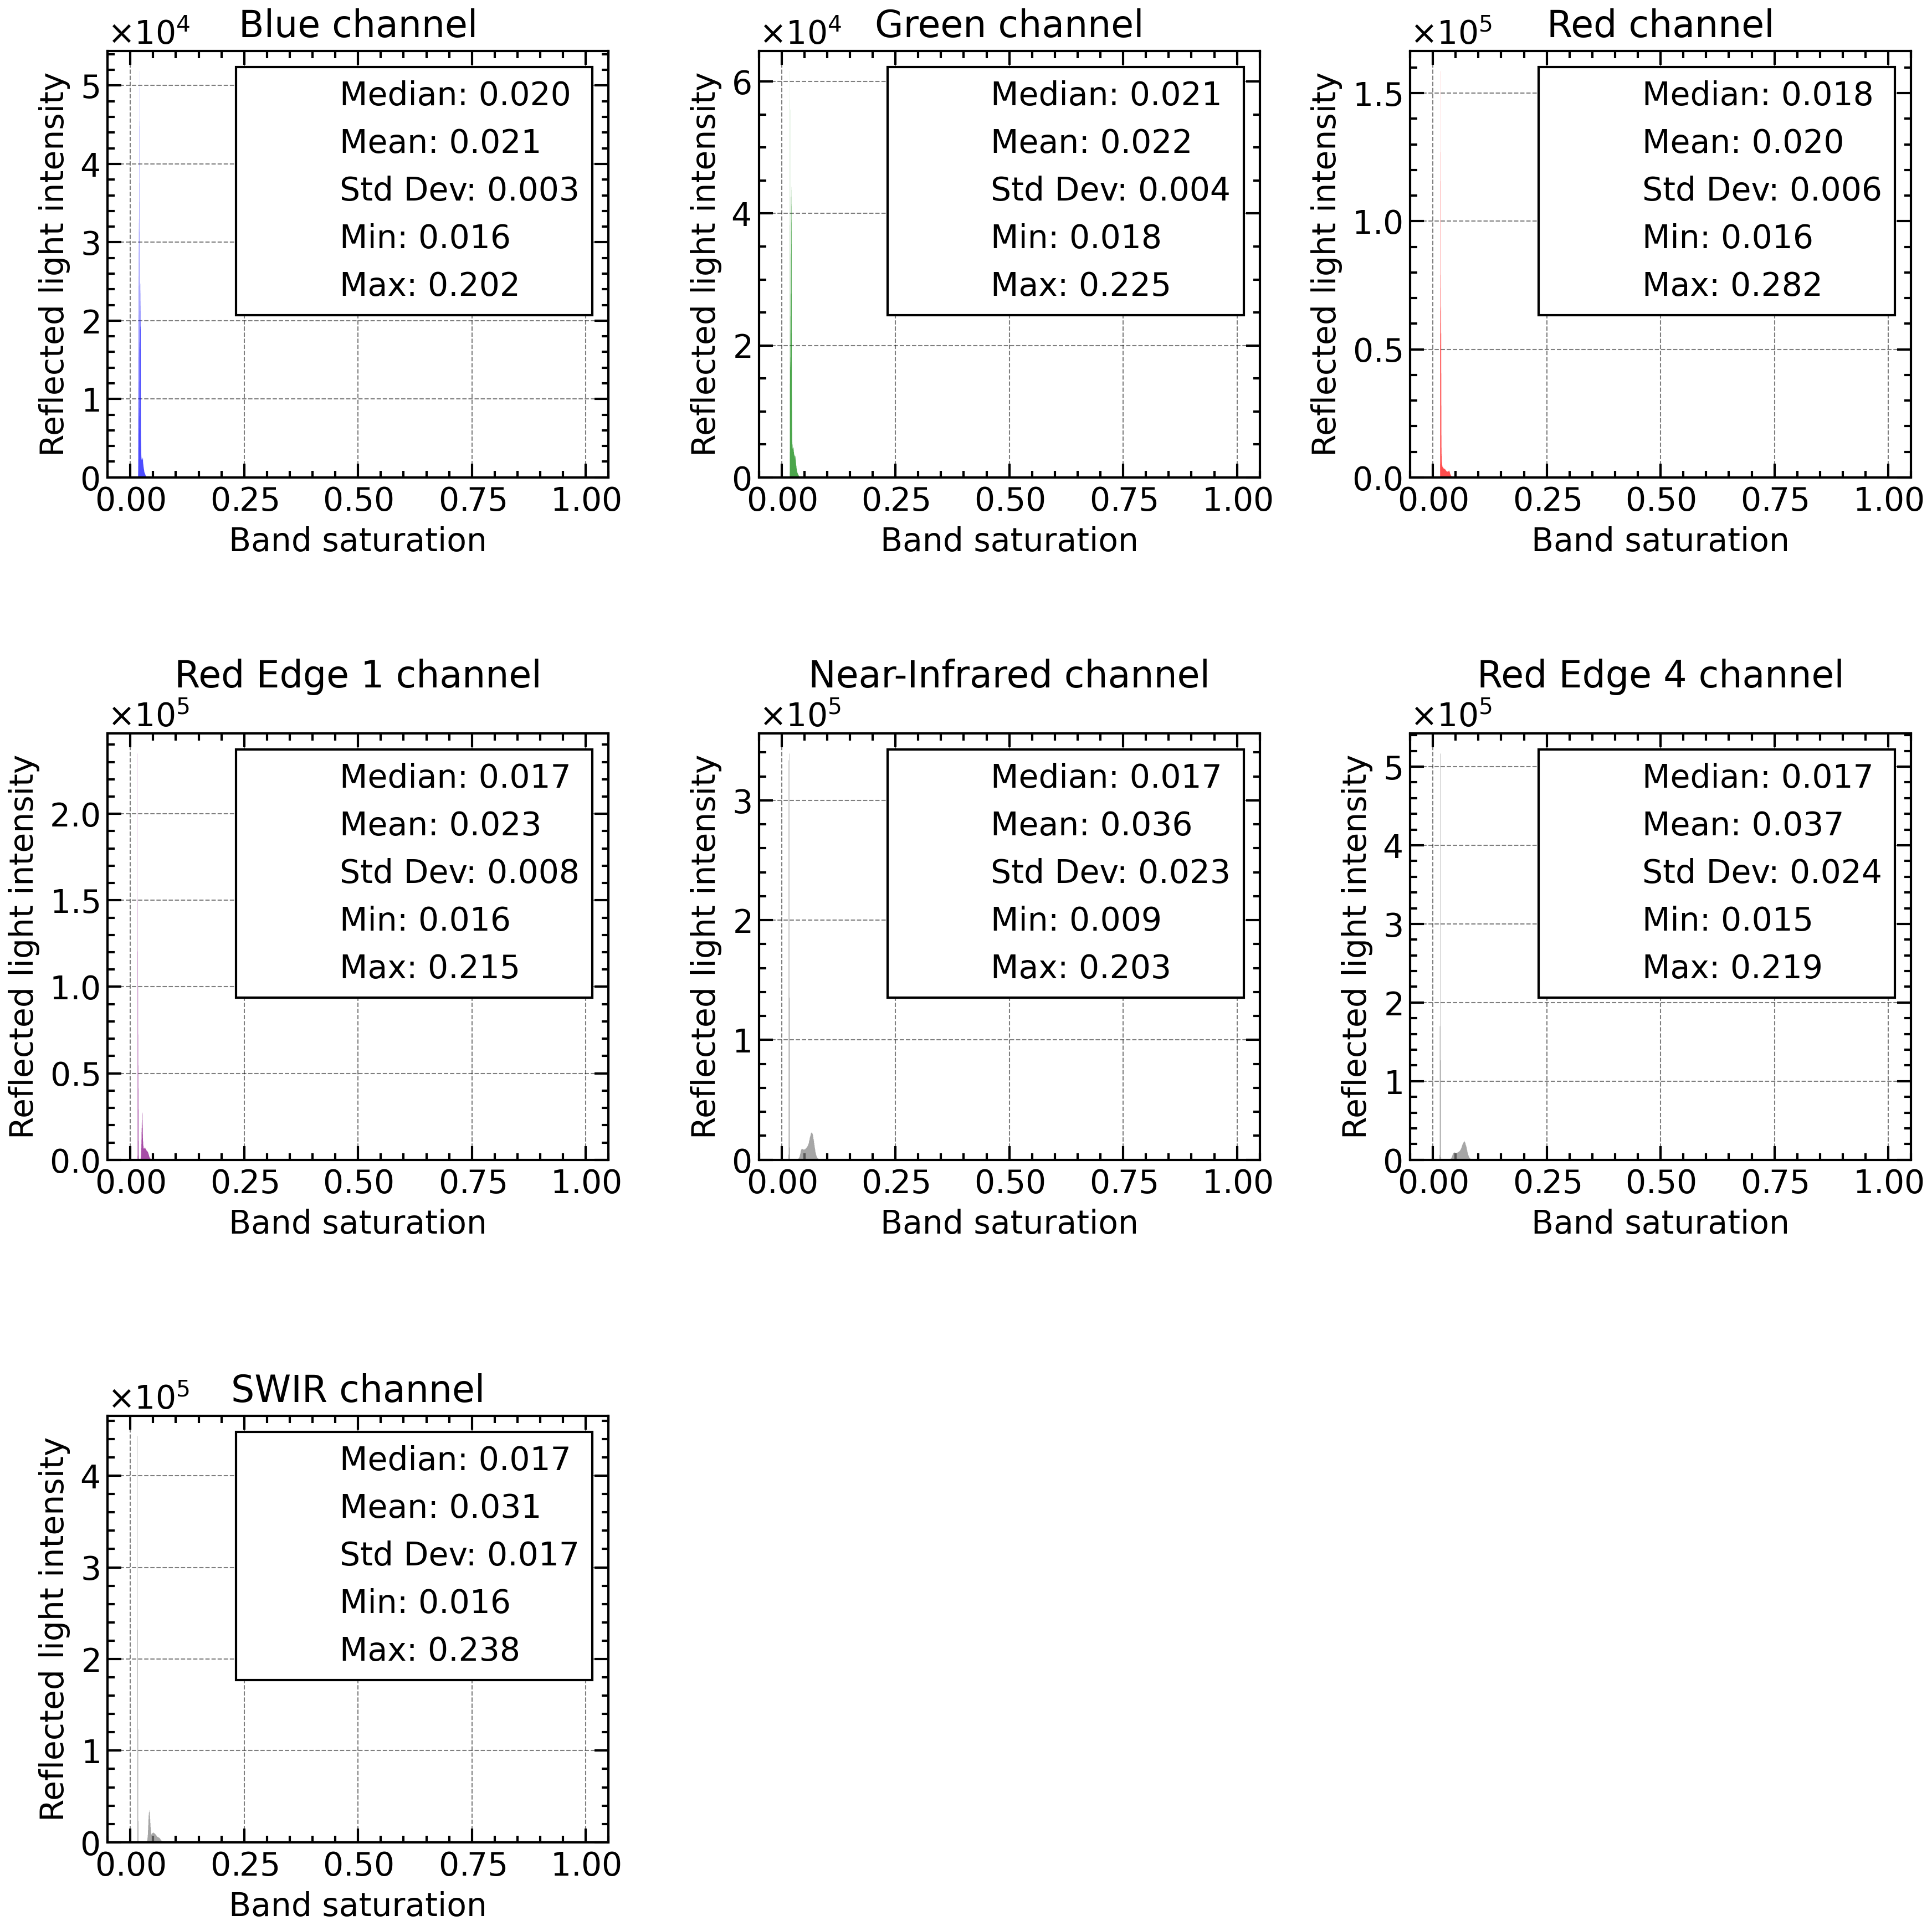 ×10⁴ Blue channel
Reflected light intensity
5
4
3
2
1
0
Median: 0.020
Mean: 0.021
Std Dev: 0.003
Min: 0.016
Max: 0.202
0.00 0.25 0.50 0.75 1.00
Band saturation
×10⁴ Green channel
Reflected light intensity
6
4
2
0
Median: 0.021
Mean: 0.022
Std Dev: 0.004
Min: 0.018
Max: 0.225
0.00 0.25 0.50 0.75 1.00
Band saturation
×10⁵ Red channel
Reflected light intensity
1.5
1.0
0.5
0.0
Median: 0.018
Mean: 0.020
Std Dev: 0.006
Min: 0.016
Max: 0.282
0.00 0.25 0.50 0.75 1.00
Band saturation
Red Edge 1 channel
×10⁵
Reflected light intensity
2.0
1.5
1.0
0.5
0.0
Median: 0.017
Mean: 0.023
Std Dev: 0.008
Min: 0.016
Max: 0.215
0.00 0.25 0.50 0.75 1.00
Band saturation
Near-Infrared channel
×10⁵
Reflected light intensity
3
2
1
0
Median: 0.017
Mean: 0.036
Std Dev: 0.023
Min: 0.009
Max: 0.203
0.00 0.25 0.50 0.75 1.00
Band saturation
Red Edge 4 channel
×10⁵
Reflected light intensity
5
4
3
2
1
0
Median: 0.017
Mean: 0.037
Std Dev: 0.024
Min: 0.015
Max: 0.219
0.00 0.25 0.50 0.75 1.00
Band saturation
×10⁵ SWIR channel
Reflected light intensity
4
3
2
1
0
Median: 0.017
Mean: 0.031
Std Dev: 0.017
Min: 0.016
Max: 0.238
0.00 0.25 0.50 0.75 1.00
Band saturation